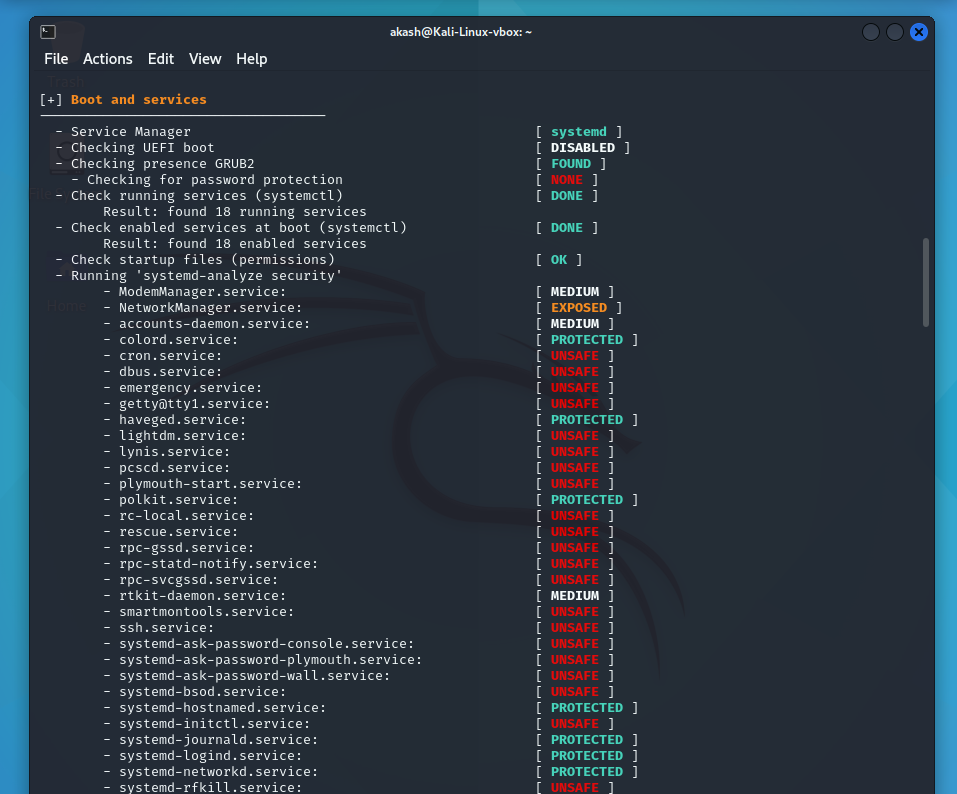 akash@Kali-Linux-vbox: ~
File Actions Edit View Help
[+] Boot and services
- Service Manager [ systemd ]
- Checking UEFI boot [ DISABLED ]
- Checking presence GRUB2 [ FOUND ]
- Checking for password protection [ NONE ]
- Check running services (systemctl) [ DONE ]
Result: found 18 running services
- Check enabled services at boot (systemctl) [ DONE ]
Result: found 18 enabled services
- Check startup files (permissions) [ OK ]
- Running 'systemd-analyze security'
- ModemManager.service: [ MEDIUM ]
- NetworkManager.service: [ EXPOSED ]
- accounts-daemon.service: [ MEDIUM ]
- colord.service: [ PROTECTED ]
- cron.service: [ UNSAFE ]
- dbus.service: [ UNSAFE ]
- emergency.service: [ UNSAFE ]
- getty@tty1.service: [ UNSAFE ]
- haveged.service: [ PROTECTED ]
- lightdm.service: [ UNSAFE ]
- lynis.service: [ UNSAFE ]
- pcscd.service: [ UNSAFE ]
- plymouth-start.service: [ UNSAFE ]
- polkit.service: [ PROTECTED ]
- rc-local.service: [ UNSAFE ]
- rescue.service: [ UNSAFE ]
- rpc-gssd.service: [ UNSAFE ]
- rpc-statd-notify.service: [ UNSAFE ]
- rpc-svcgssd.service: [ UNSAFE ]
- rtkit-daemon.service: [ MEDIUM ]
- smartmontools.service: [ UNSAFE ]
- ssh.service: [ UNSAFE ]
- systemd-ask-password-console.service: [ UNSAFE ]
- systemd-ask-password-plymouth.service: [ UNSAFE ]
- systemd-ask-password-wall.service: [ UNSAFE ]
- systemd-bsod.service: [ UNSAFE ]
- systemd-hostnamed.service: [ PROTECTED ]
- systemd-initctl.service: [ UNSAFE ]
- systemd-journald.service: [ PROTECTED ]
- systemd-logind.service: [ PROTECTED ]
- systemd-networkd.service: [ PROTECTED ]
- systemd-rfkill.service: [ UNSAFE ]
Trash
Home